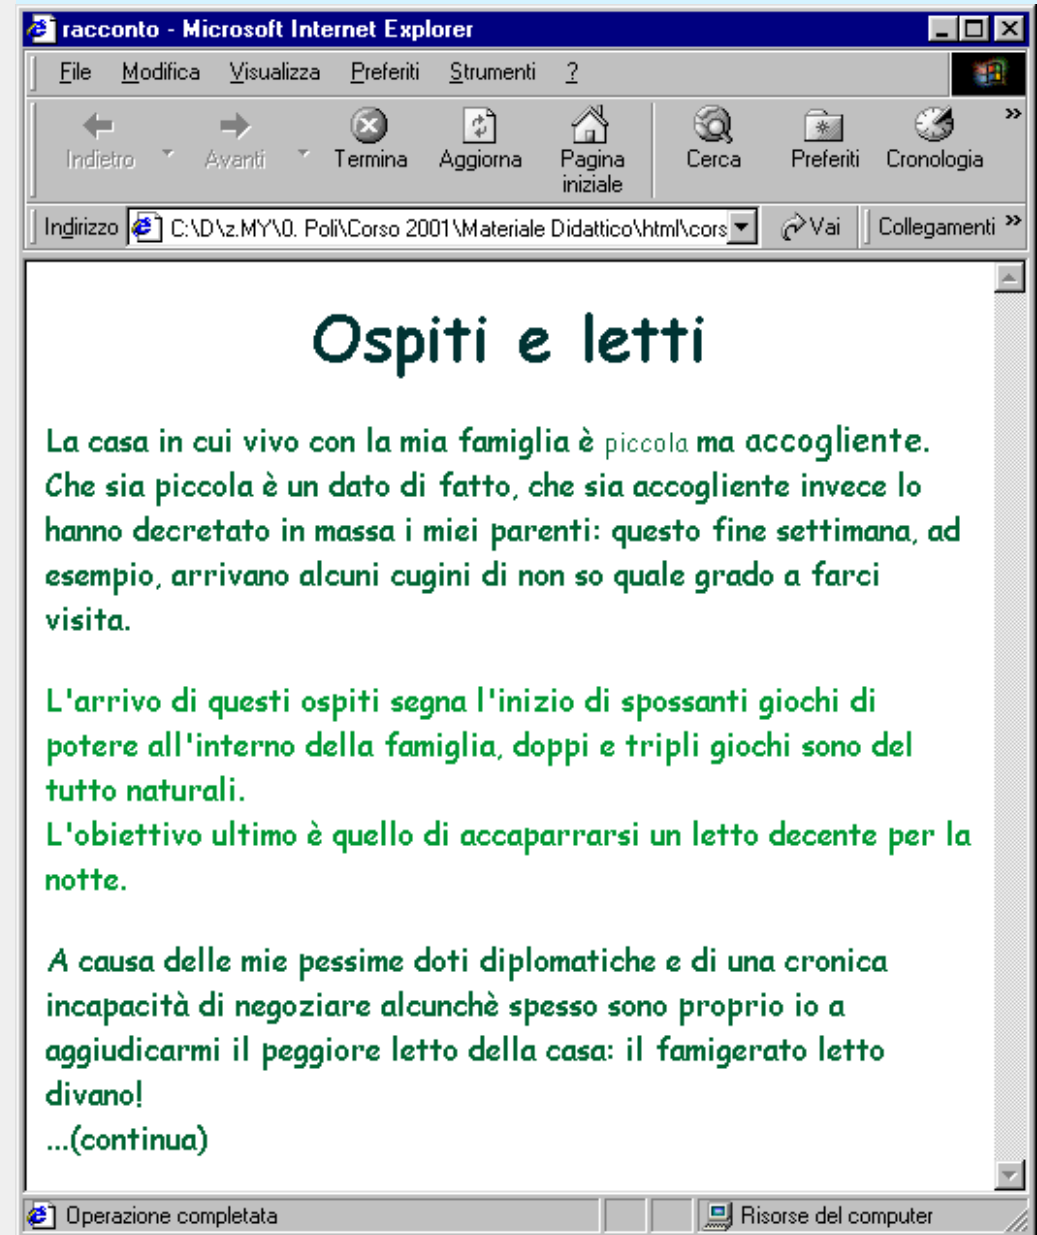 racconto - Microsoft Internet Explorer
File Modifica Visualizza Preferiti Strumenti ?
Indietro Avanti Termina Aggiorna Pagina iniziale Cerca Preferiti Cronologia »
Indirizzo C:\D\z.MY\0. Poli\Corso 2001\Materiale Didattico\html\cors Vai Collegamenti »
Ospiti e letti
La casa in cui vivo con la mia famiglia è piccola ma accogliente.
Che sia piccola è un dato di fatto, che sia accogliente invece lo
hanno decretato in massa i miei parenti: questo fine settimana, ad
esempio, arrivano alcuni cugini di non so quale grado a farci
visita.
L'arrivo di questi ospiti segna l'inizio di spossanti giochi di
potere all'interno della famiglia, doppi e tripli giochi sono del
tutto naturali.
L'obiettivo ultimo è quello di accaparrarsi un letto decente per la
notte.
A causa delle mie pessime doti diplomatiche e di una cronica
incapacità di negoziare alcunchè spesso sono proprio io a
aggiudicarmi il peggiore letto della casa: il famigerato letto
divano!
...(continua)
Operazione completata Risorse del computer